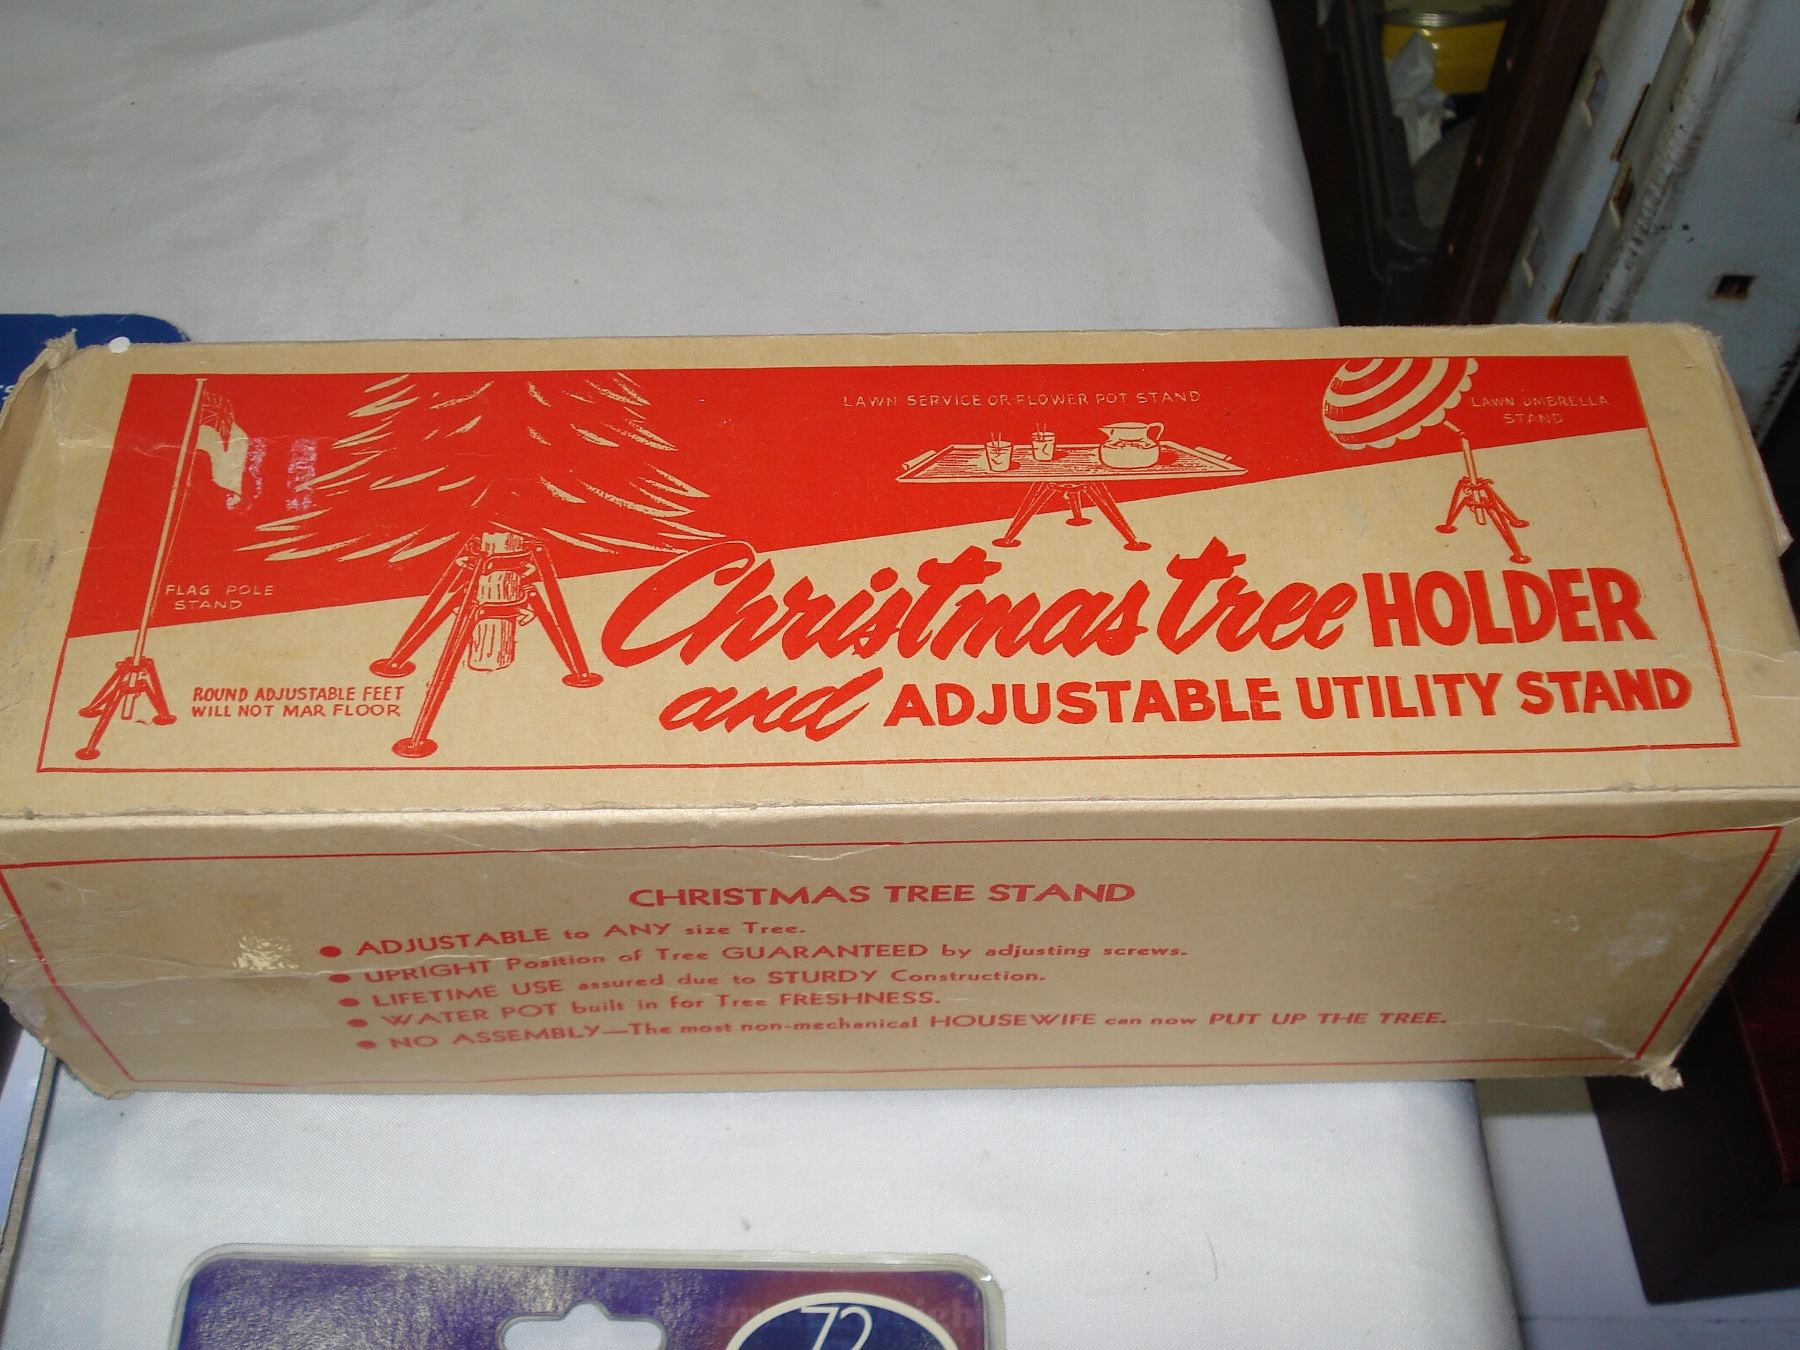 LAWN SERVICE OR FLOWER POT STAND
LAWN UMBRELLA
STAND
FLAG POLE
STAND
ROUND ADJUSTABLE FEET
WILL NOT MAR FLOOR
Christmas tree HOLDER
and ADJUSTABLE UTILITY STAND
CHRISTMAS TREE STAND
● ADJUSTABLE to ANY size Tree.
● UPRIGHT Position of Tree GUARANTEED by adjusting screws.
● LIFETIME USE assured due to STURDY Construction.
● WATER POT built in for Tree FRESHNESS.
● NO ASSEMBLY—The most non-mechanical HOUSEWIFE can now PUT UP THE TREE.
72